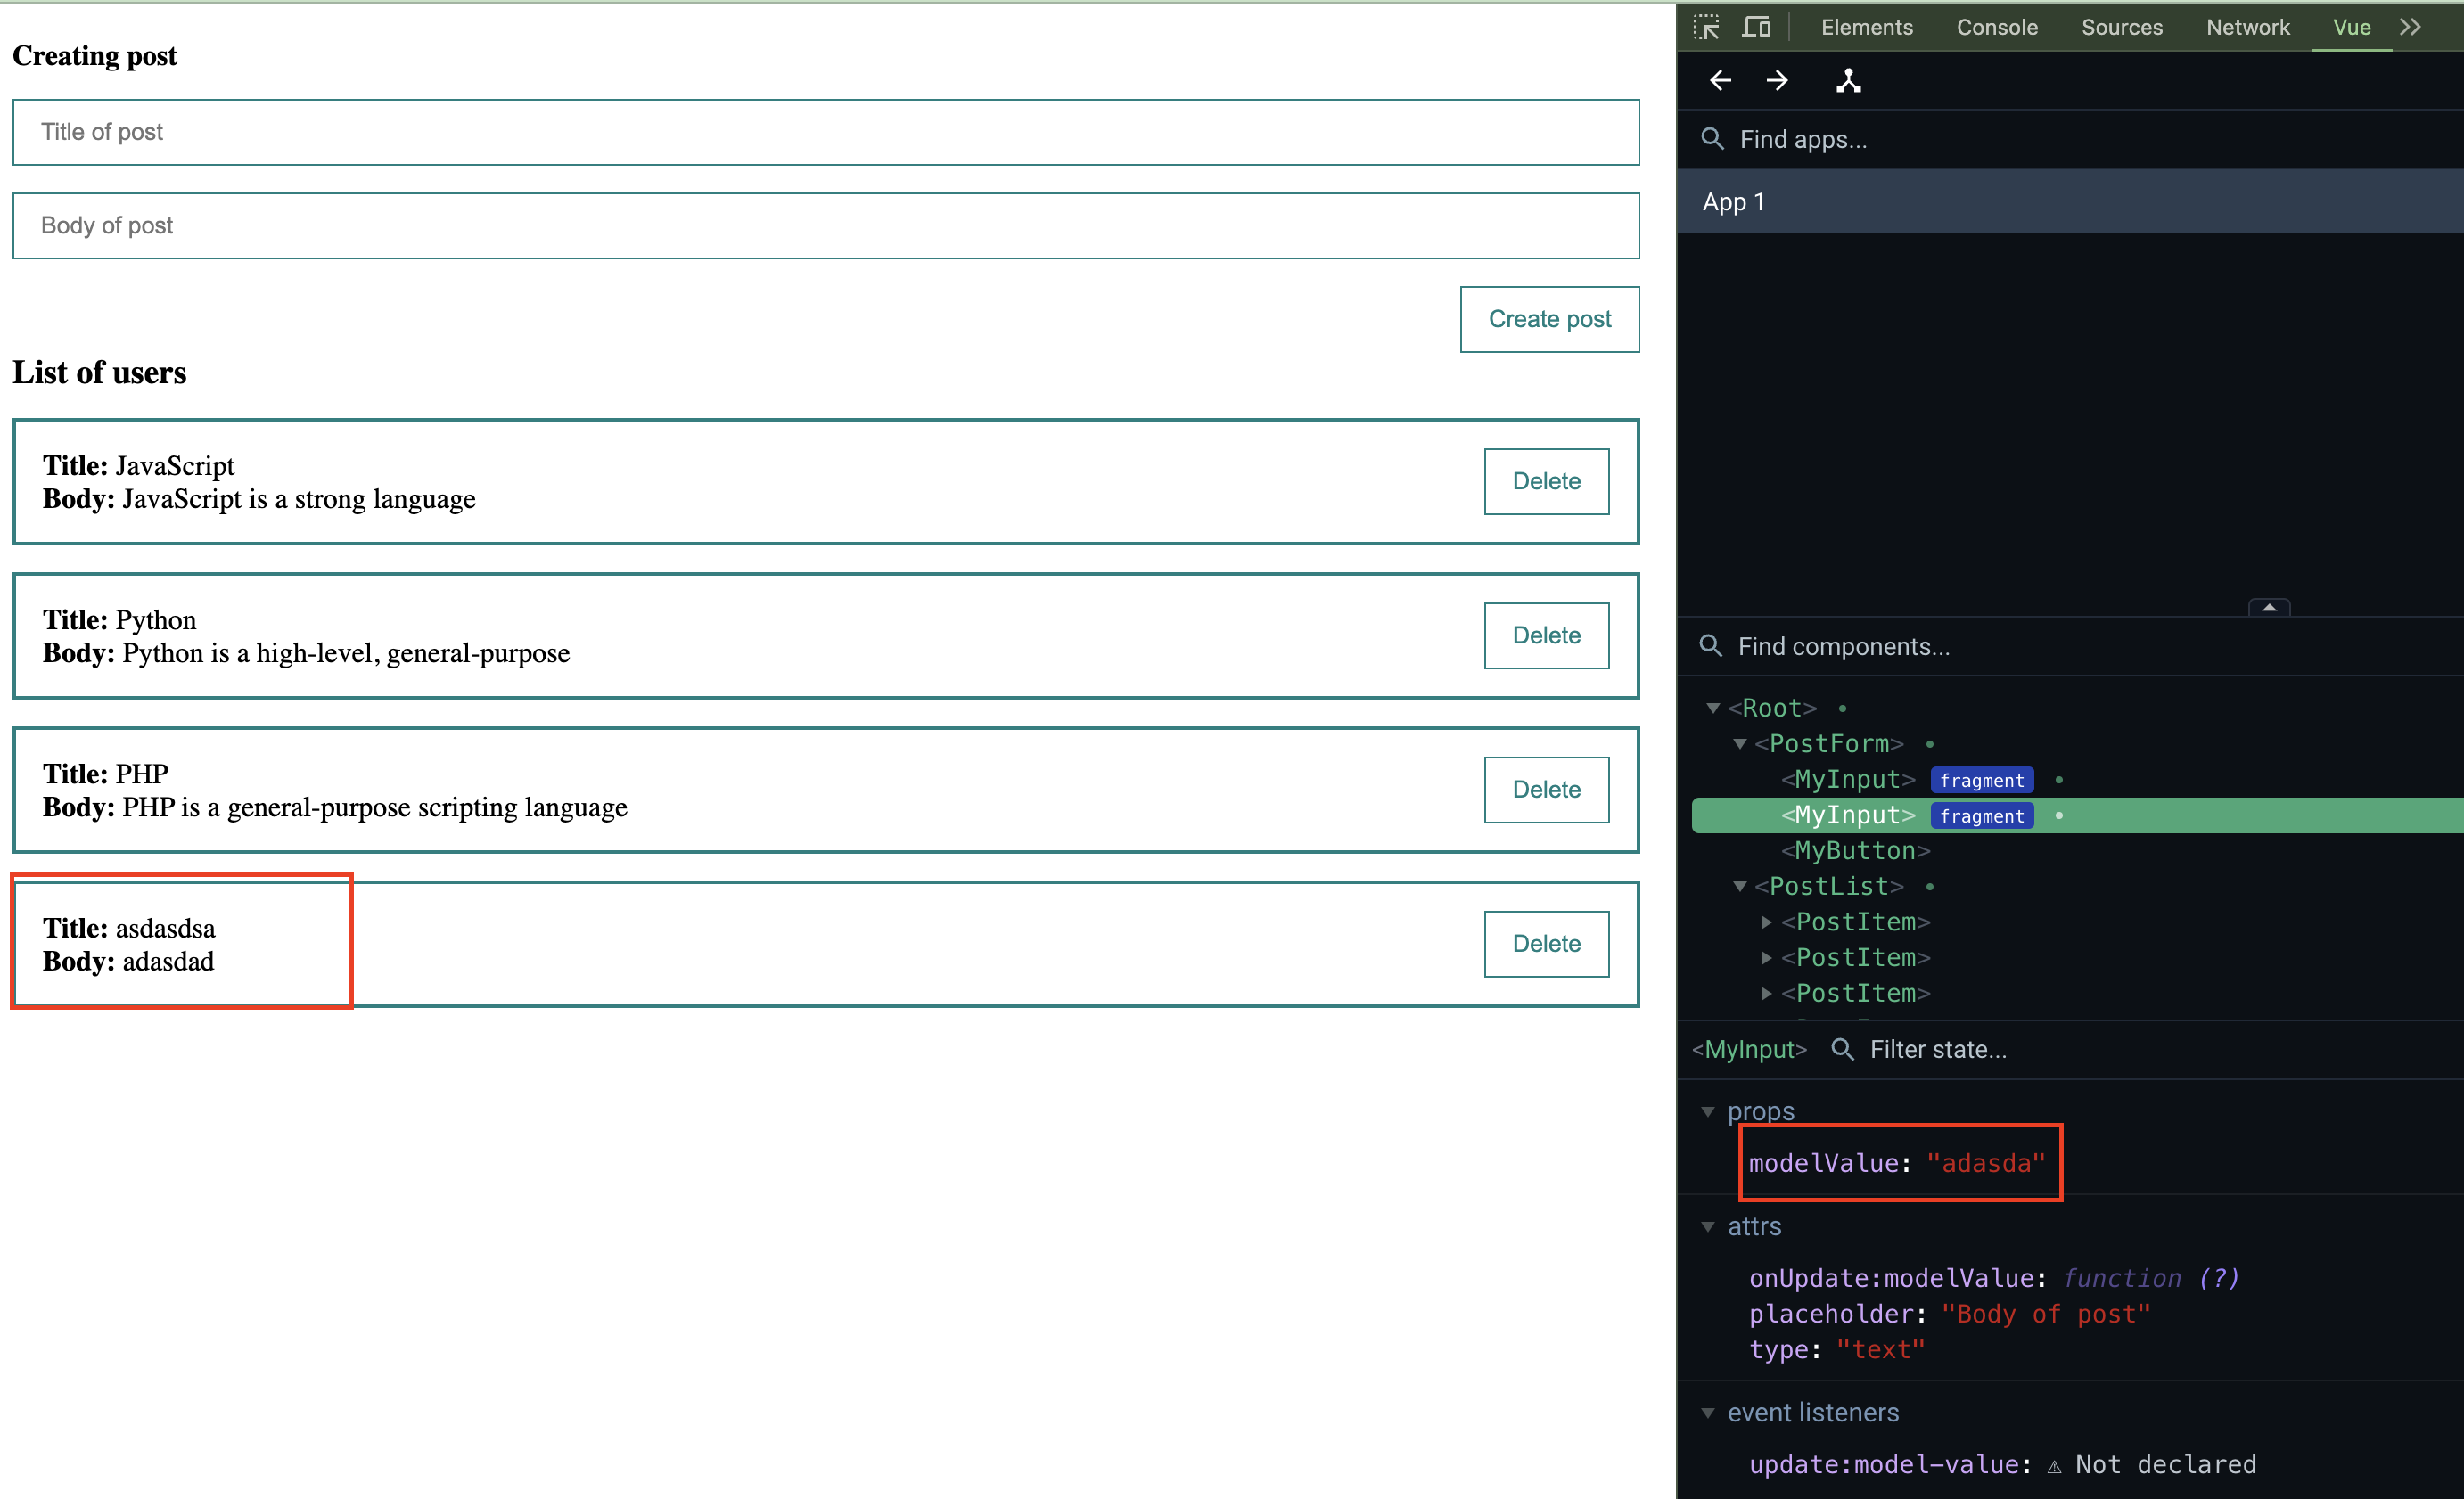 Creating post
Title of post
Body of post
Create post
List of users
Title: JavaScript
Body: JavaScript is a strong language
Delete
Title: Python
Body: Python is a high-level, general-purpose
Delete
Title: PHP
Body: PHP is a general-purpose scripting language
Delete
Title: asdasdsa
Body: adasdad
Delete
Elements Console Sources Network Vue
Find apps...
App 1
Find components...
<Root>
<PostForm>
<MyInput> fragment
<MyInput> fragment
<MyButton>
<PostList>
<PostItem>
<PostItem>
<PostItem>
<MyInput> Filter state...
props
modelValue: "adasda"
attrs
onUpdate:modelValue: function (?)
placeholder: "Body of post"
type: "text"
event listeners
update:model-value: ⚠ Not declared